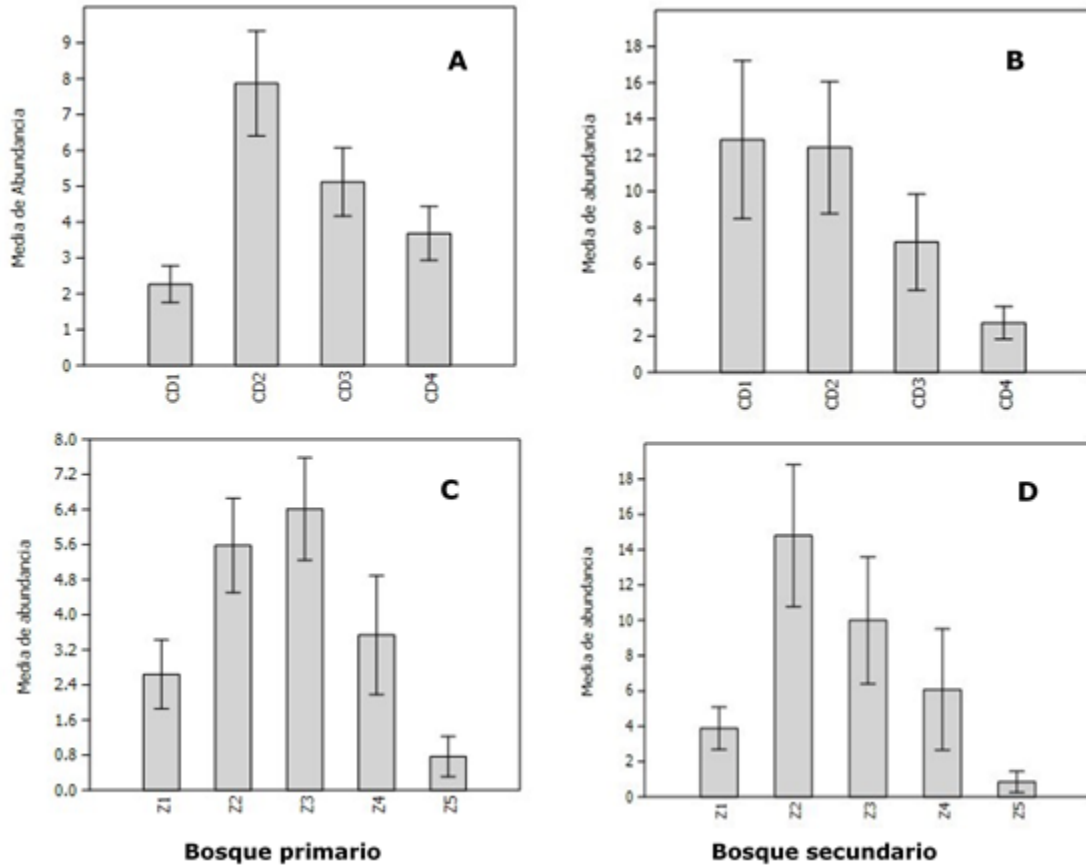 A
Media de Abundancia
9
8
7
6
5
4
3
2
1
0
CD1
CD2
CD3
CD4
B
Media de abundancia
18
16
14
12
10
8
6
4
2
0
CD1
CD2
CD3
CD4
C
Media de abundancia
8.0
7.2
6.4
5.6
4.8
4.0
3.2
2.4
1.6
0.8
0.0
Z1
Z2
Z3
Z4
Z5
Bosque primario
D
Media de abundancia
18
16
14
12
10
8
6
4
2
0
Z1
Z2
Z3
Z4
Z5
Bosque secundario